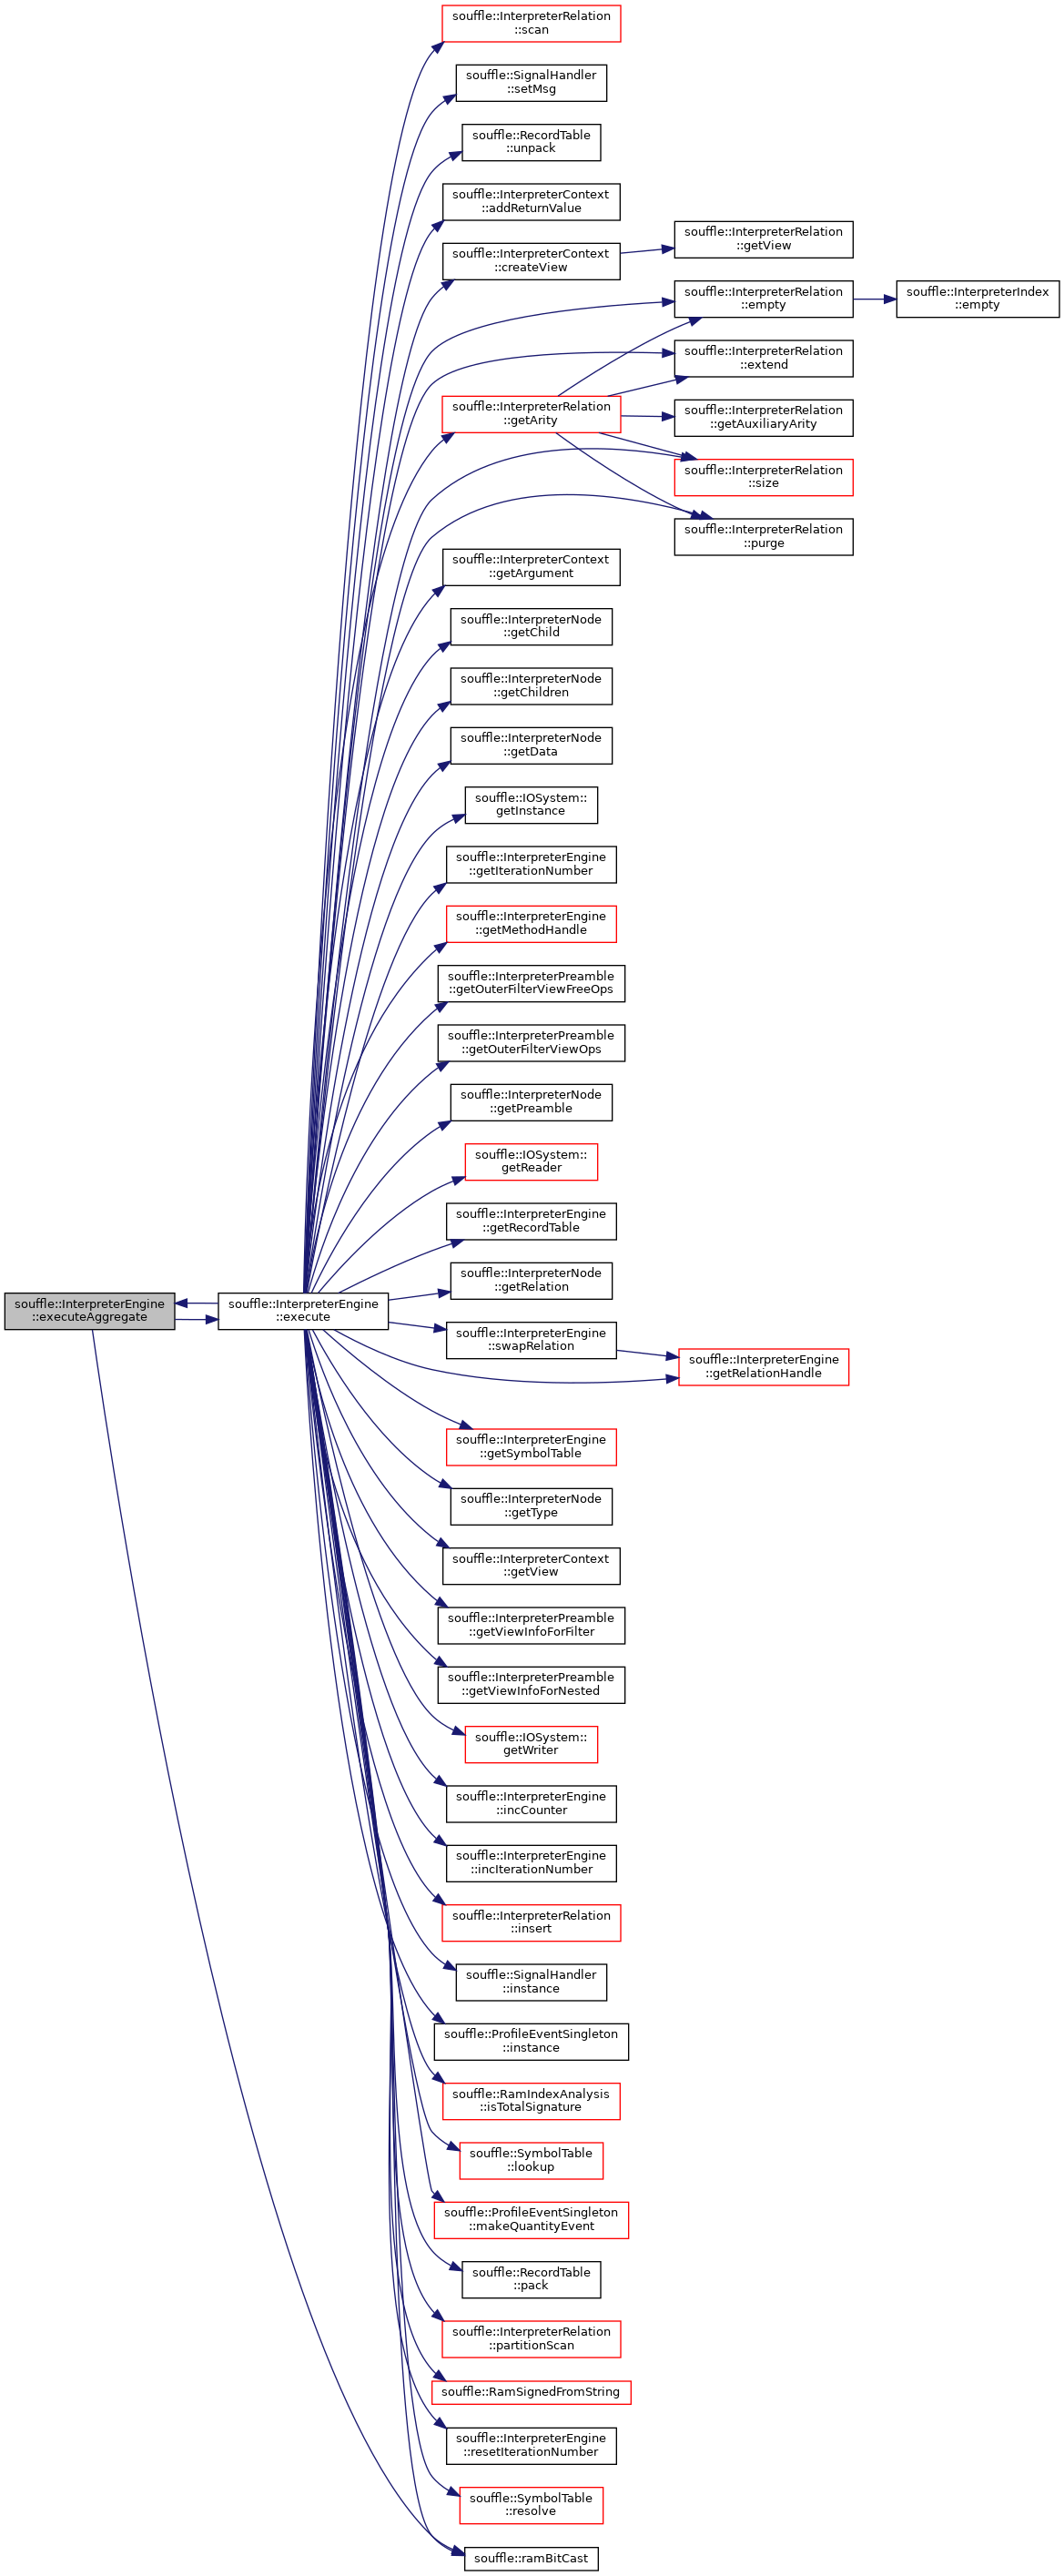 souffle::InterpreterRelation
::scan
souffle::SignalHandler
::setMsg
souffle::RecordTable
::unpack
souffle::InterpreterContext
::addReturnValue
souffle::InterpreterContext
::createView
souffle::InterpreterRelation
::getView
souffle::InterpreterRelation
::empty
souffle::InterpreterIndex
::empty
souffle::InterpreterRelation
::extend
souffle::InterpreterRelation
::getArity
souffle::InterpreterRelation
::getAuxiliaryArity
souffle::InterpreterRelation
::size
souffle::InterpreterRelation
::purge
souffle::InterpreterContext
::getArgument
souffle::InterpreterNode
::getChild
souffle::InterpreterNode
::getChildren
souffle::InterpreterNode
::getData
souffle::IOSystem::
getInstance
souffle::InterpreterEngine
::getIterationNumber
souffle::InterpreterEngine
::getMethodHandle
souffle::InterpreterPreamble
::getOuterFilterViewFreeOps
souffle::InterpreterPreamble
::getOuterFilterViewOps
souffle::InterpreterNode
::getPreamble
souffle::IOSystem::
getReader
souffle::InterpreterEngine
::getRecordTable
souffle::InterpreterNode
::getRelation
souffle::InterpreterEngine
::executeAggregate
souffle::InterpreterEngine
::execute
souffle::InterpreterEngine
::swapRelation
souffle::InterpreterEngine
::getRelationHandle
souffle::InterpreterEngine
::getSymbolTable
souffle::InterpreterNode
::getType
souffle::InterpreterContext
::getView
souffle::InterpreterPreamble
::getViewInfoForFilter
souffle::InterpreterPreamble
::getViewInfoForNested
souffle::IOSystem::
getWriter
souffle::InterpreterEngine
::incCounter
souffle::InterpreterEngine
::incIterationNumber
souffle::InterpreterRelation
::insert
souffle::SignalHandler
::instance
souffle::ProfileEventSingleton
::instance
souffle::RamIndexAnalysis
::isTotalSignature
souffle::SymbolTable
::lookup
souffle::ProfileEventSingleton
::makeQuantityEvent
souffle::RecordTable
::pack
souffle::InterpreterRelation
::partitionScan
souffle::RamSignedFromString
souffle::InterpreterEngine
::resetIterationNumber
souffle::SymbolTable
::resolve
souffle::ramBitCast